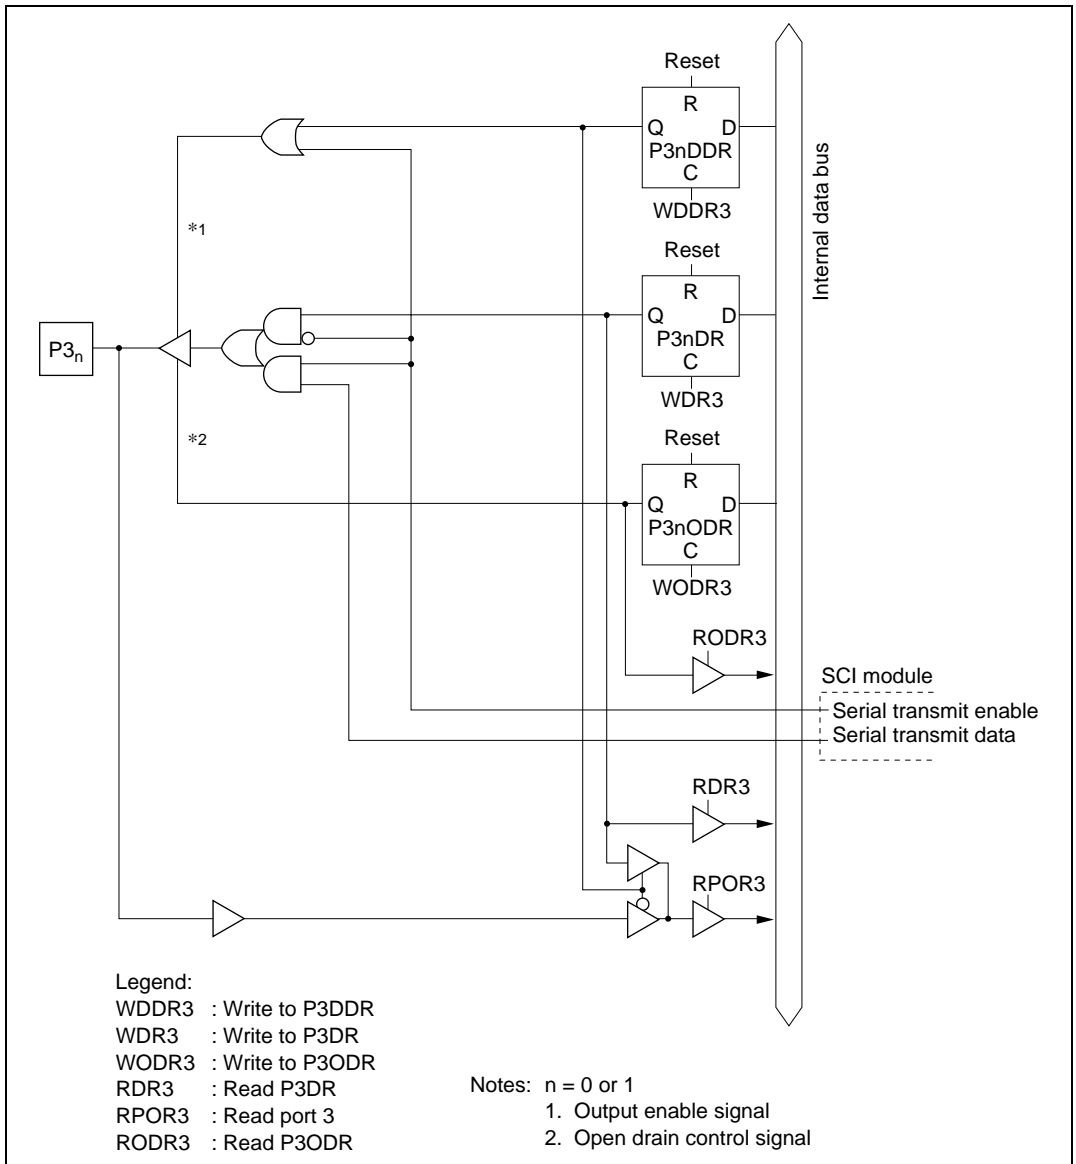 Reset
R
Q D
P3nDDR
C
WDDR3
Internal data bus
*1
Reset
R
Q D
P3nDR
C
WDR3
P3n
*2
Reset
R
Q D
P3nODR
C
WODR3
RODR3
SCI module
Serial transmit enable
Serial transmit data
RDR3
RPOR3
Legend:
WDDR3 : Write to P3DDR
WDR3 : Write to P3DR
WODR3 : Write to P3ODR
RDR3 : Read P3DR
RPOR3 : Read port 3
RODR3 : Read P3ODR
Notes: n = 0 or 1
1. Output enable signal
2. Open drain control signal